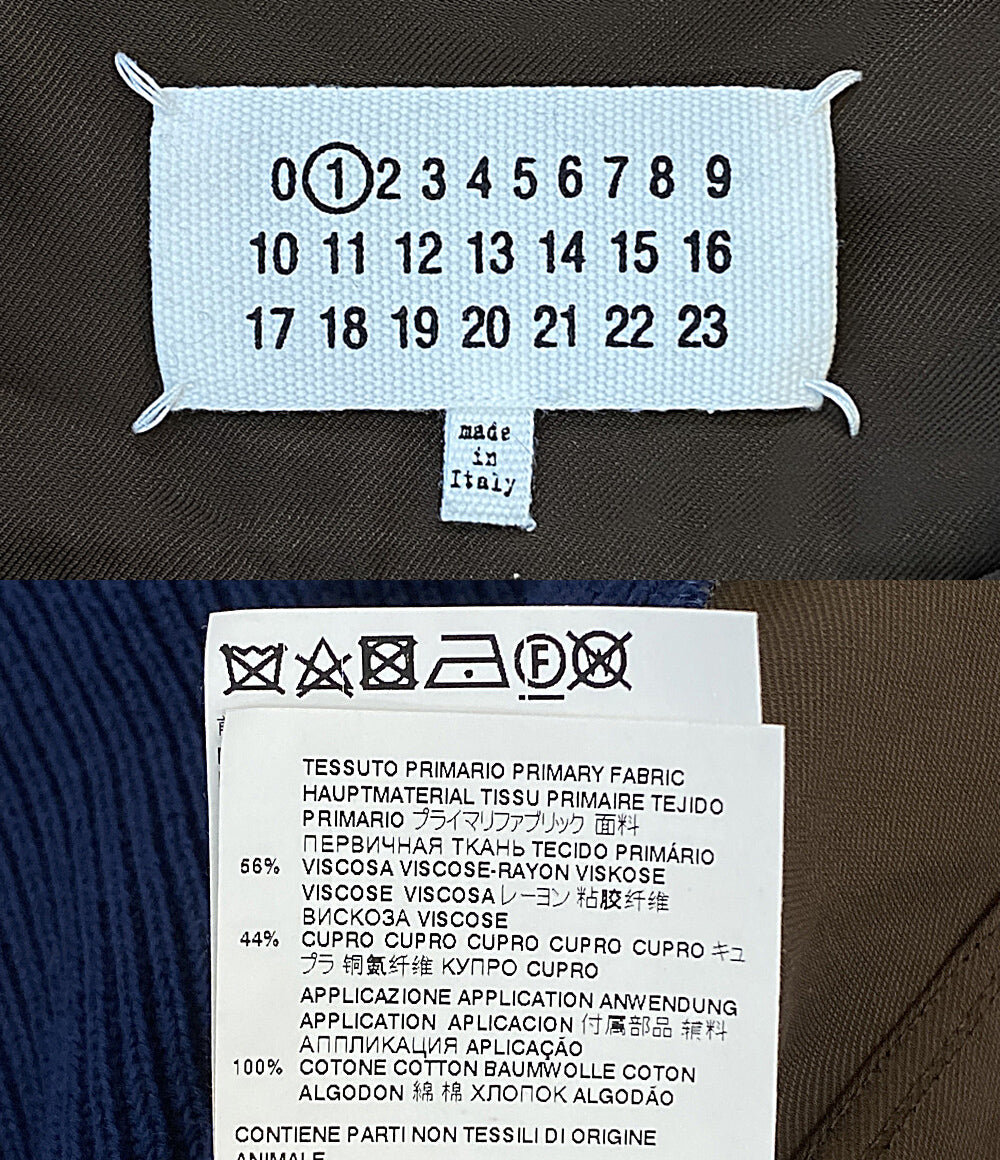 0 1 2 3 4 5 6 7 8 9
10 11 12 13 14 15 16
17 18 19 20 21 22 23
made
in
Italy
F
W
TESSUTO PRIMARIO PRIMARY FABRIC
HAUPTMATERIAL TISSU PRIMAIRE TEJIDO
PRIMARIO プライマリファブリック 面料
ПЕРВИЧНАЯ ТКАНЬ TECIDO PRIMÁRIO
56% VISCOSA VISCOSE-RAYON VISKOSE
VISCOSE VISCOSA レーヨン 粘胶纤维
ВИСКОЗА VISCOSE
44% CUPRO CUPRO CUPRO CUPRO CUPRO キュ
プラ 铜氨纤维 КУПРО CUPRO
APPLICAZIONE APPLICATION ANWENDUNG
APPLICATION APLICACION 付属部品 辅料
АППЛИКАЦИЯ APLICAÇÃO
100% COTONE COTTON BAUMWOLLE COTON
ALGODON 綿 棉 ХЛОПОК ALGODÃO
CONTIENE PARTI NON TESSILI DI ORIGINE
ANIMALE